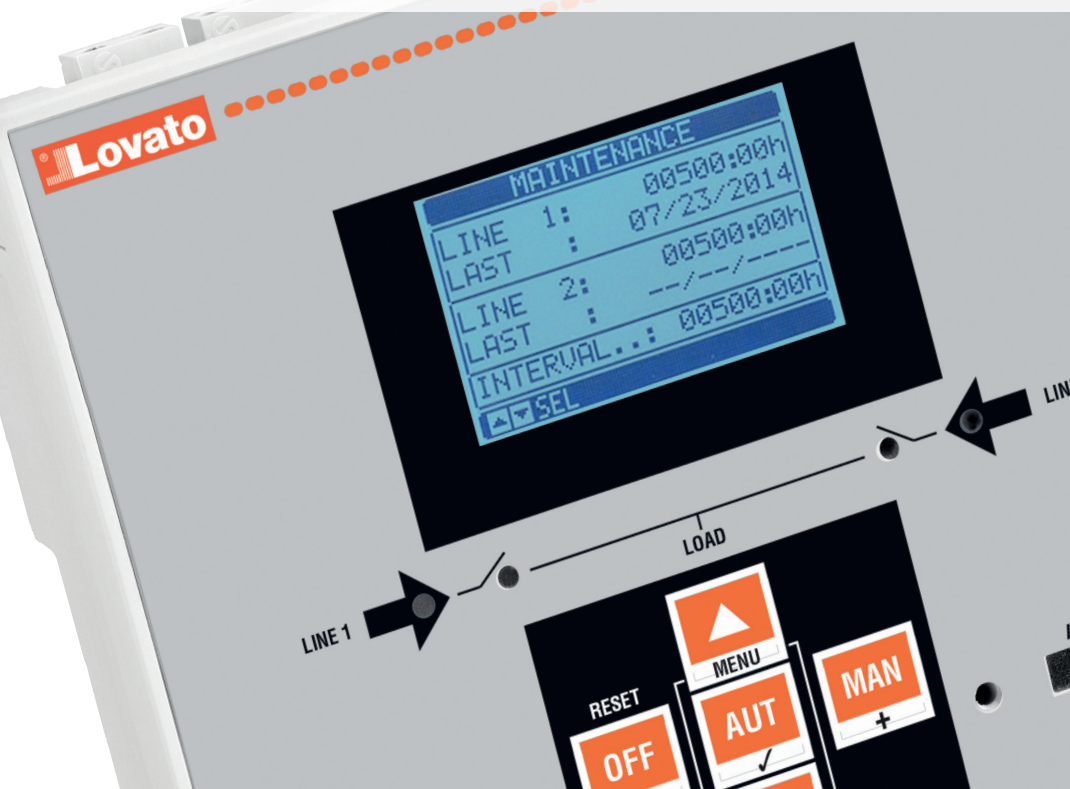 Lovato
MAINTENANCE
LINE 1: 00500:00h
LAST : 07/23/2014
LINE 2: 00500:00h
LAST : --/--/----
INTERVAL..: 00500:00h
SEL
LOAD
LINE 1
MENU
RESET
OFF
AUT
MAN
+